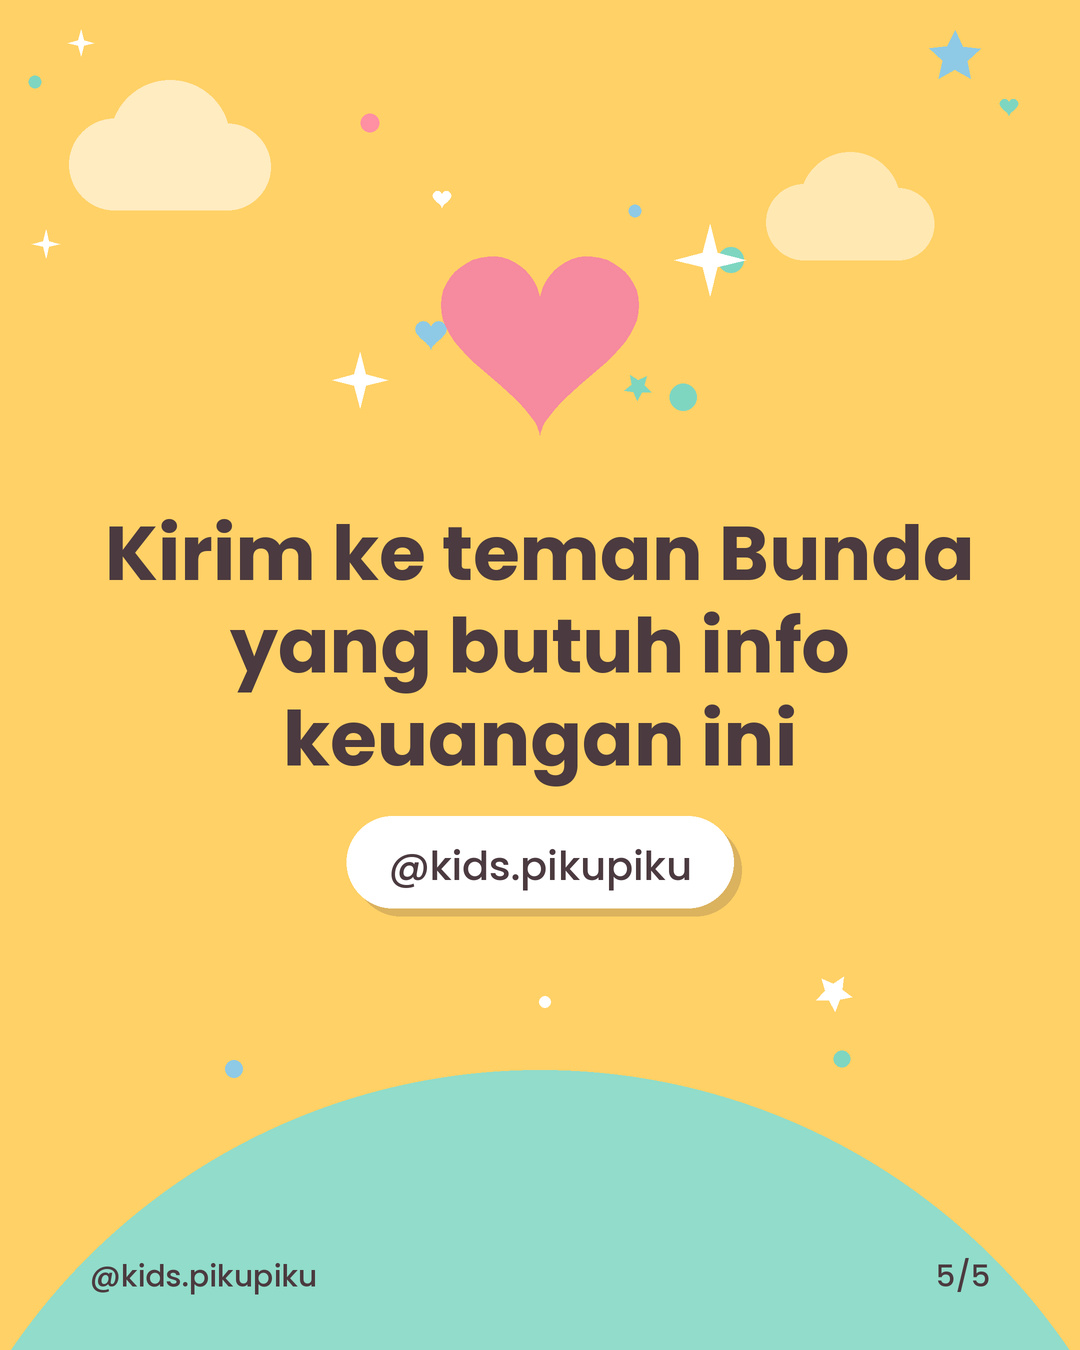 Kirim ke teman Bunda
yang butuh info
keuangan ini
@kids.pikupiku
@kids.pikupiku
5/5